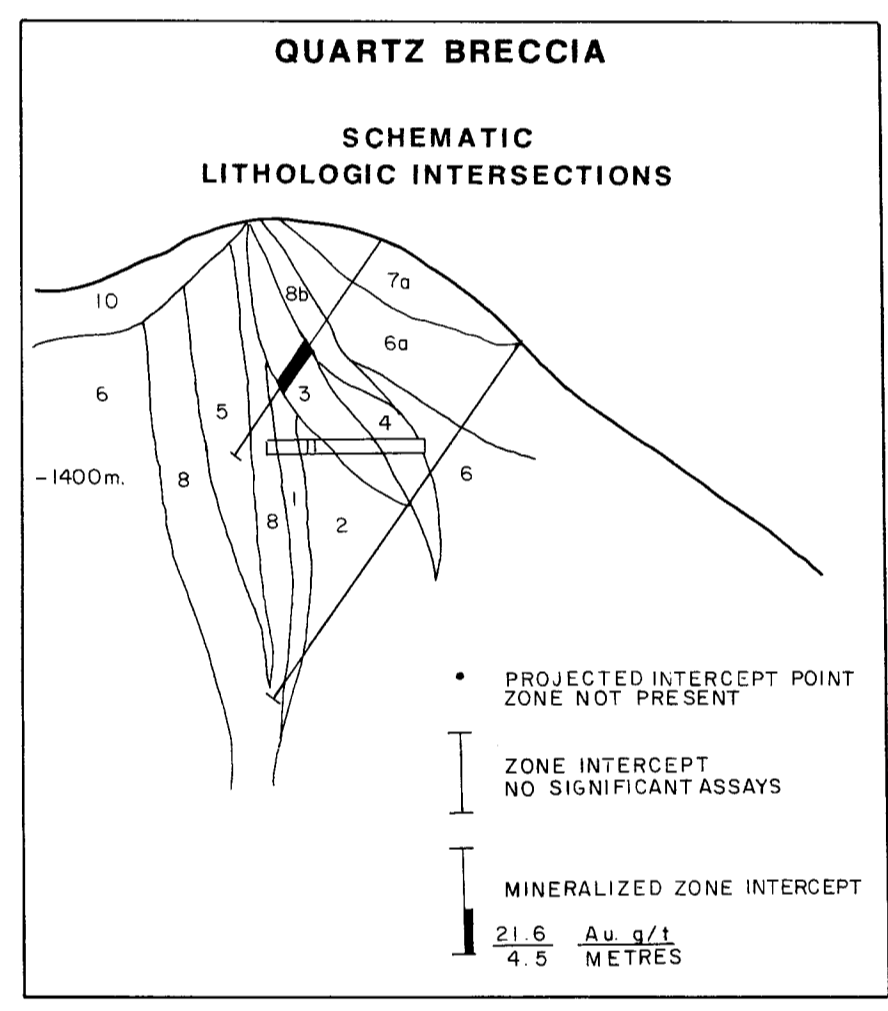 QUARTZ BRECCIA
SCHEMATIC
LITHOLOGIC INTERSECTIONS
7a
8b
10
6a
6
3
5
4
-1400m.
8
6
1
8
2
PROJECTED INTERCEPT POINT
ZONE NOT PRESENT
ZONE INTERCEPT
NO SIGNIFICANT ASSAYS
MINERALIZED ZONE INTERCEPT
21.6 Au. g/t
4.5 METRES